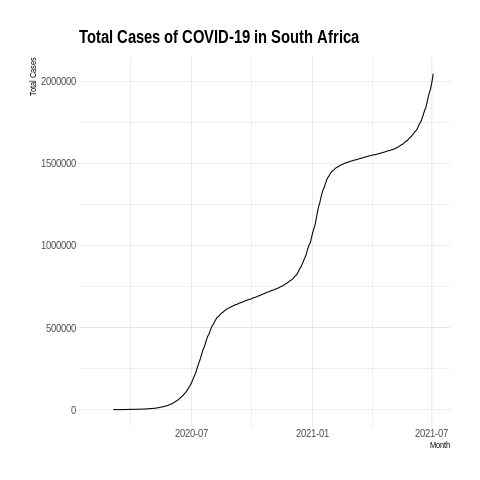 Total Cases of COVID-19 in South Africa
Total Cases
2000000
1500000
1000000
500000
0
2020-07 2021-01 2021-07
Month